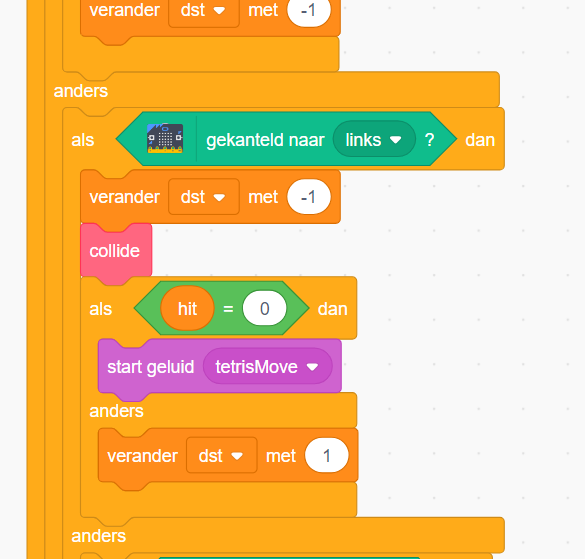 verander dst met -1
anders
als gekanteld naar links ? dan
verander dst met -1
collide
als hit = 0 dan
start geluid tetrisMove
anders
verander dst met 1
anders